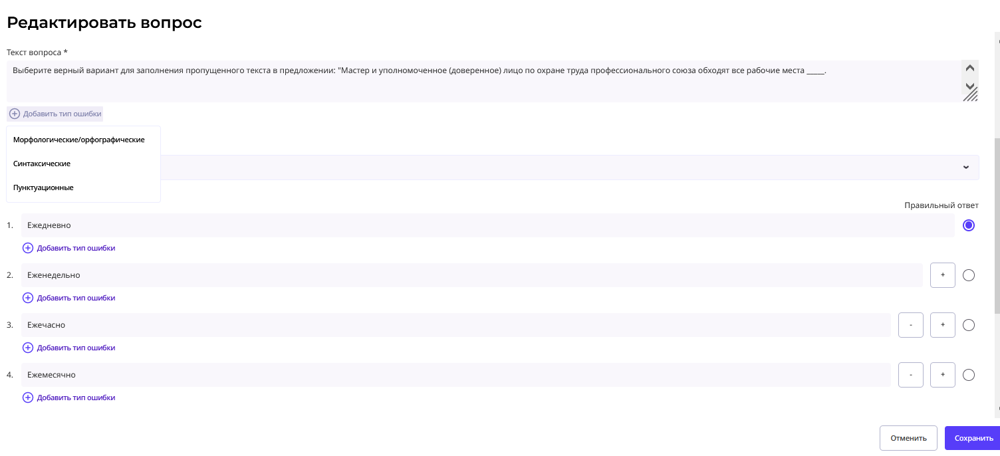 Редактировать вопрос
Текст вопроса *
Выберите верный вариант для заполнения пропущенного текста в предложении: "Мастер и уполномоченное (доверенное) лицо по охране труда профессионального союза обходят все рабочие места _____.
Добавить тип ошибки
Морфологические/орфографические
Синтаксические
Пунктуационные
Правильный ответ
1. Ежедневно
Добавить тип ошибки
2. Еженедельно +
Добавить тип ошибки
3. Ежечасно - +
Добавить тип ошибки
4. Ежемесячно - +
Добавить тип ошибки
Отменить Сохранить